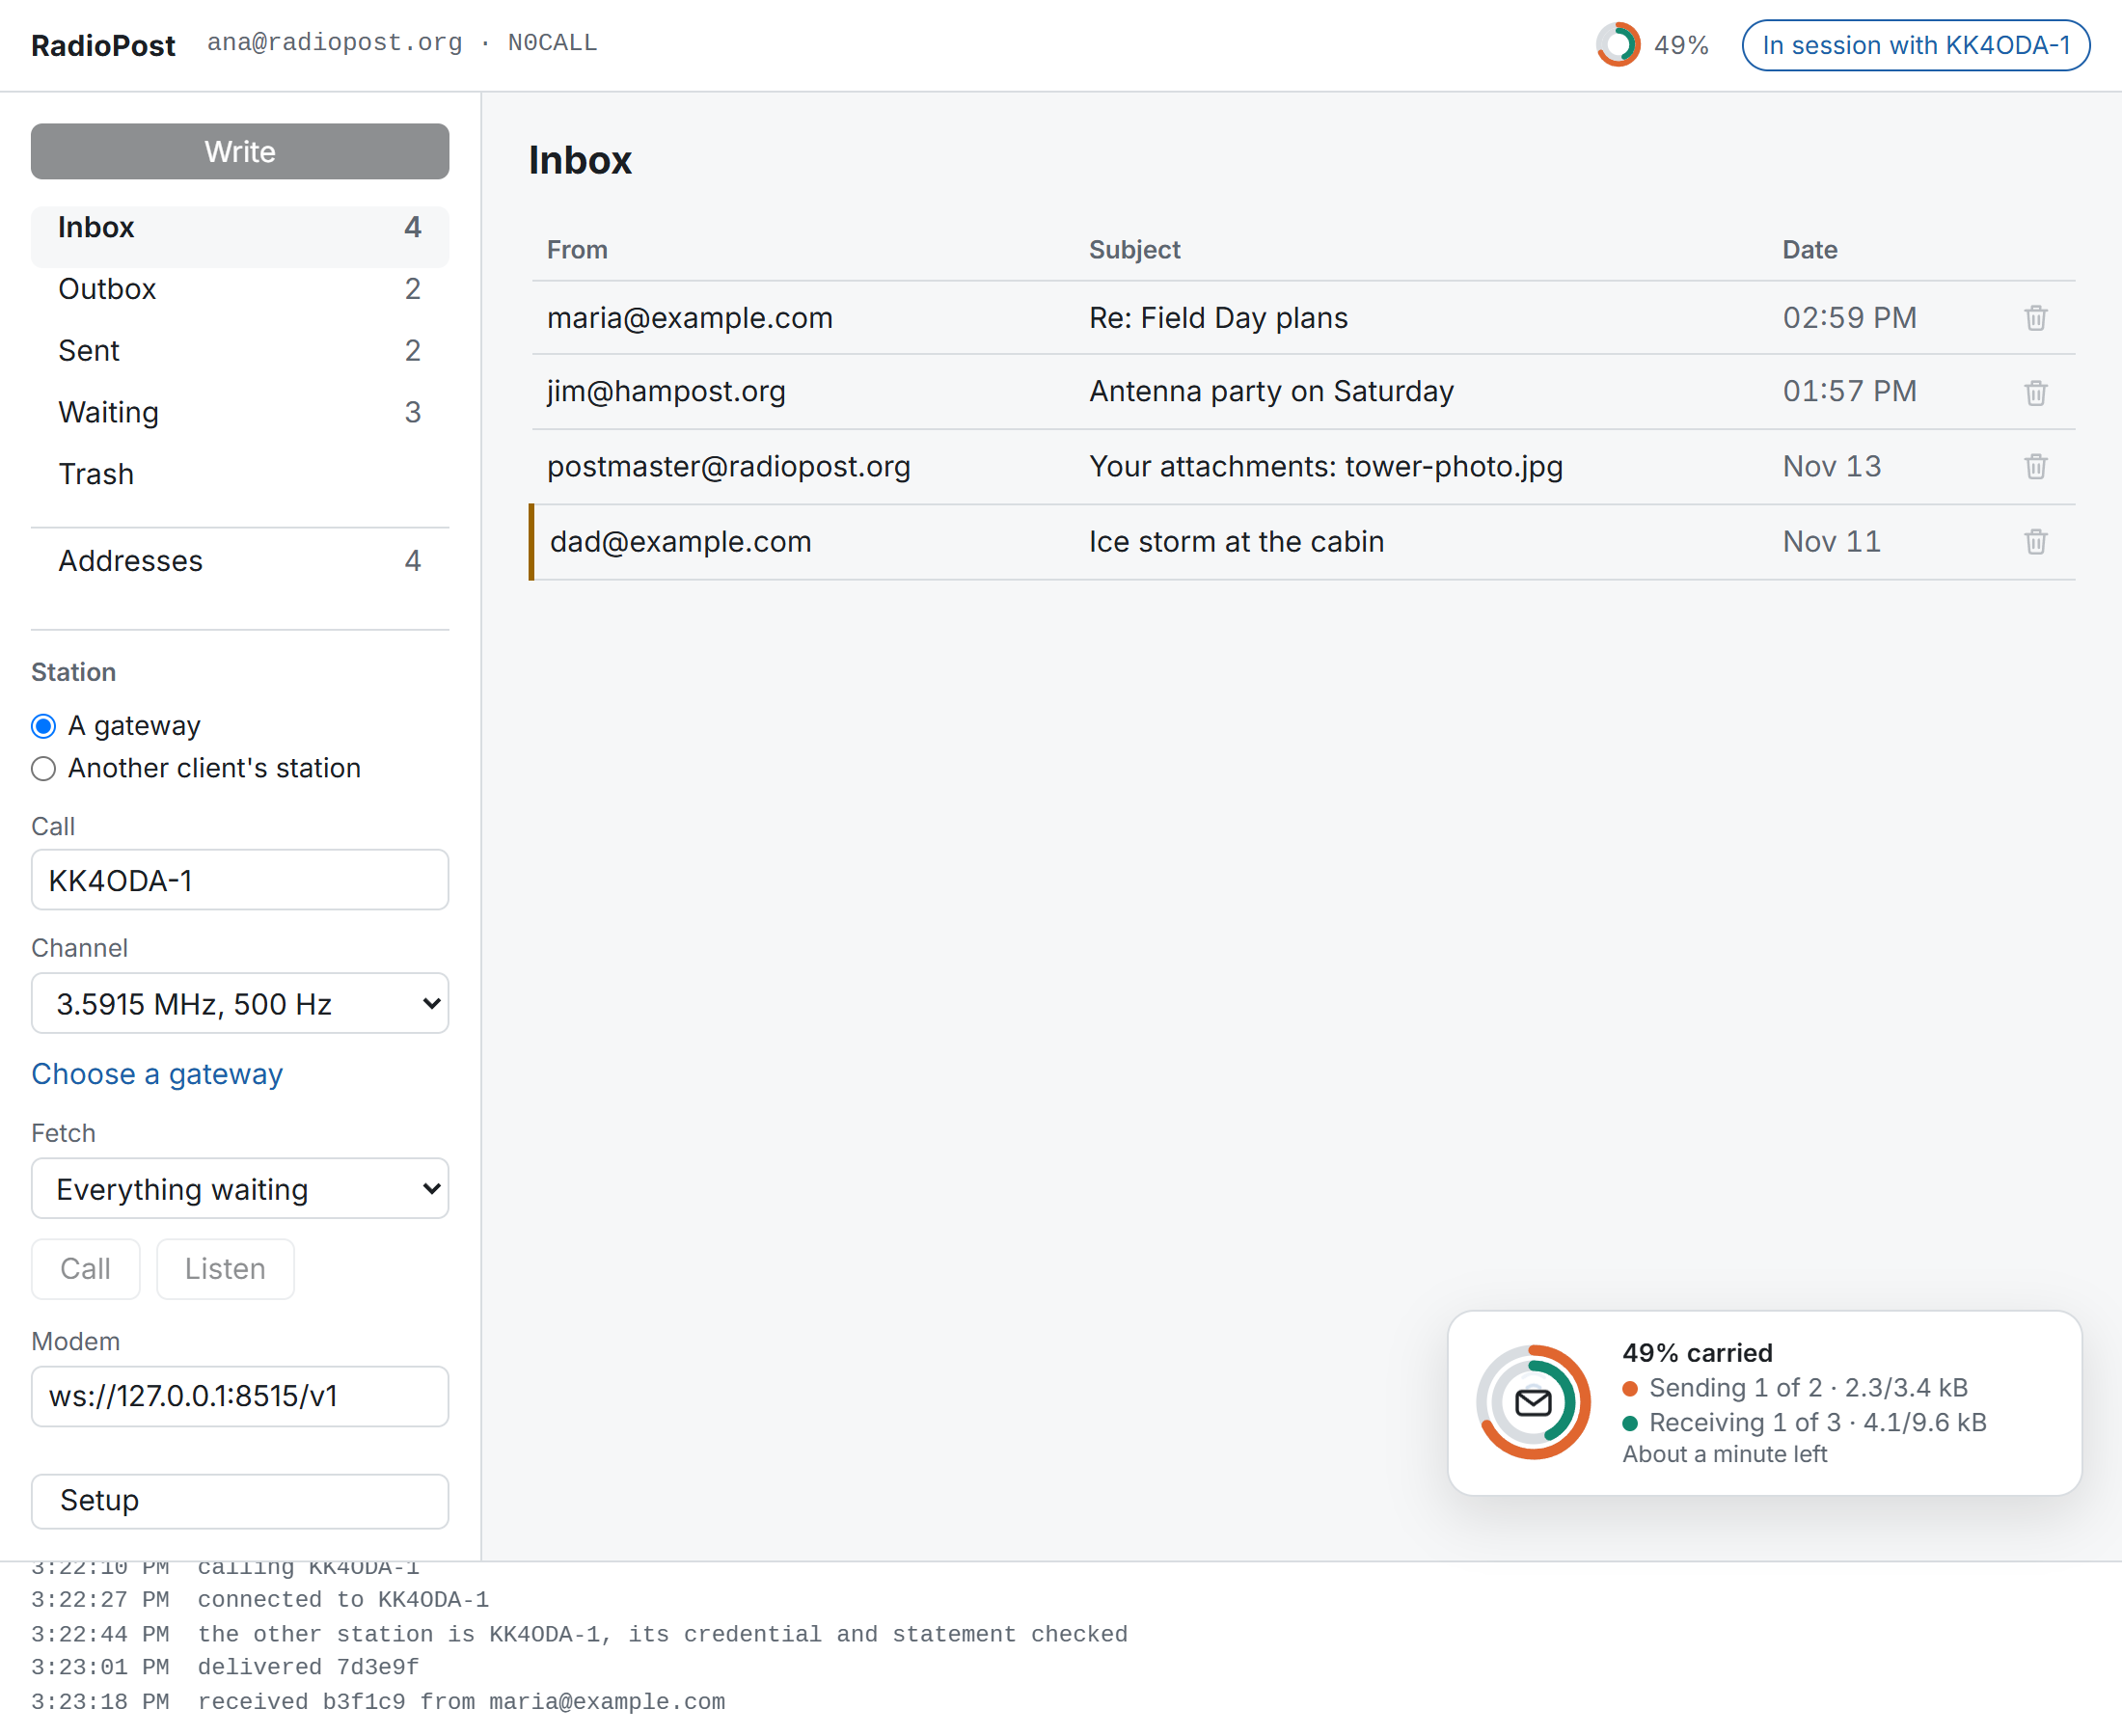 RadioPost ana@radiopost.org · N0CALL 49% In session with KK4ODA-1
Write
Inbox 4
Outbox 2
Sent 2
Waiting 3
Trash
Addresses 4
Station
A gateway
Another client's station
Call
KK4ODA-1
Channel
3.5915 MHz, 500 Hz
Choose a gateway
Fetch
Everything waiting
Call Listen
Modem
ws://127.0.0.1:8515/v1
Setup
Inbox
From Subject Date
maria@example.com Re: Field Day plans 02:59 PM
jim@hampost.org Antenna party on Saturday 01:57 PM
postmaster@radiopost.org Your attachments: tower-photo.jpg Nov 13
dad@example.com Ice storm at the cabin Nov 11
49% carried
Sending 1 of 2 · 2.3/3.4 kB
Receiving 1 of 3 · 4.1/9.6 kB
About a minute left
3:22:10 PM calling KK4ODA-1
3:22:27 PM connected to KK4ODA-1
3:22:44 PM the other station is KK4ODA-1, its credential and statement checked
3:23:01 PM delivered 7d3e9f
3:23:18 PM received b3f1c9 from maria@example.com